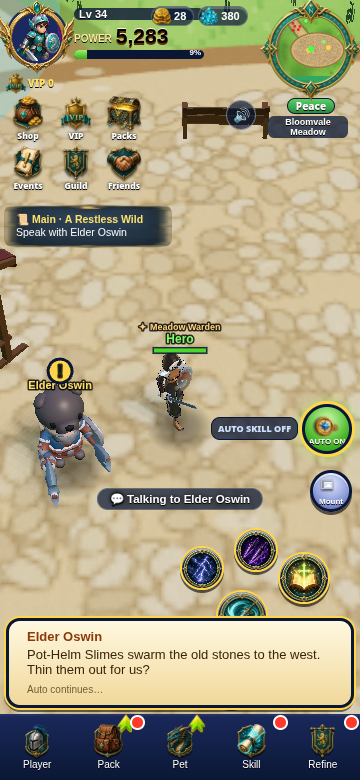 Lv 34
28
380
POWER 5,283
9%
VIP 0
Shop
VIP
VIP
Packs
Peace
Bloomvale
Meadow
Events
Guild
Friends
📜 Main · A Restless Wild
Speak with Elder Oswin
✦ Meadow Warden
Hero
Elder Oswin
AUTO SKILL OFF
AUTO ON
Mount
💬 Talking to Elder Oswin
Elder Oswin
Pot-Helm Slimes swarm the old stones to the west.
Thin them out for us?
Auto continues…
Player
Pack
Pet
Skill
Refine